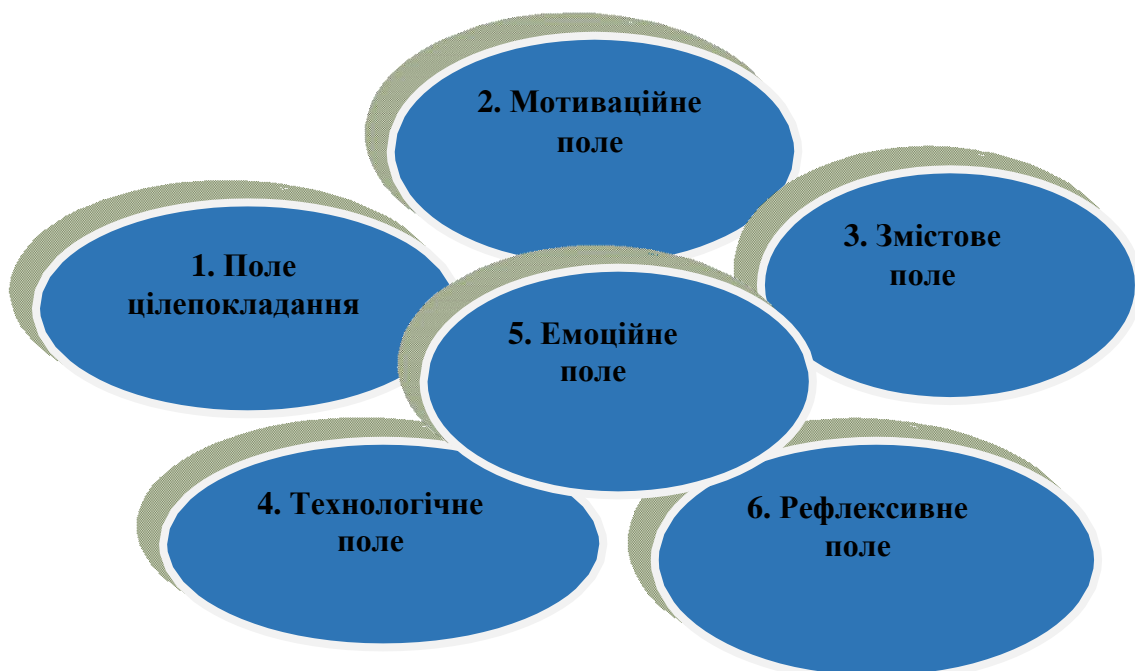 1. Поле
цілепокладання
2. Мотиваційне
поле
3. Змістове
поле
4. Технологічне
поле
5. Емоційне
поле
6. Рефлексивне
поле